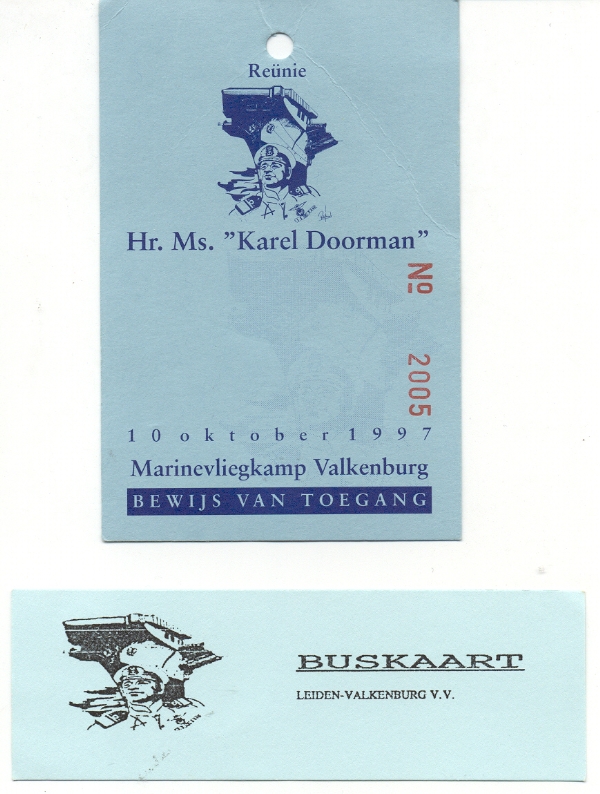 Reünie
Hr. Ms. "Karel Doorman"
No 2005
10 oktober 1997
Marinevliegkamp Valkenburg
BEWIJS VAN TOEGANG
BUSKAART
LEIDEN-VALKENBURG V.V.